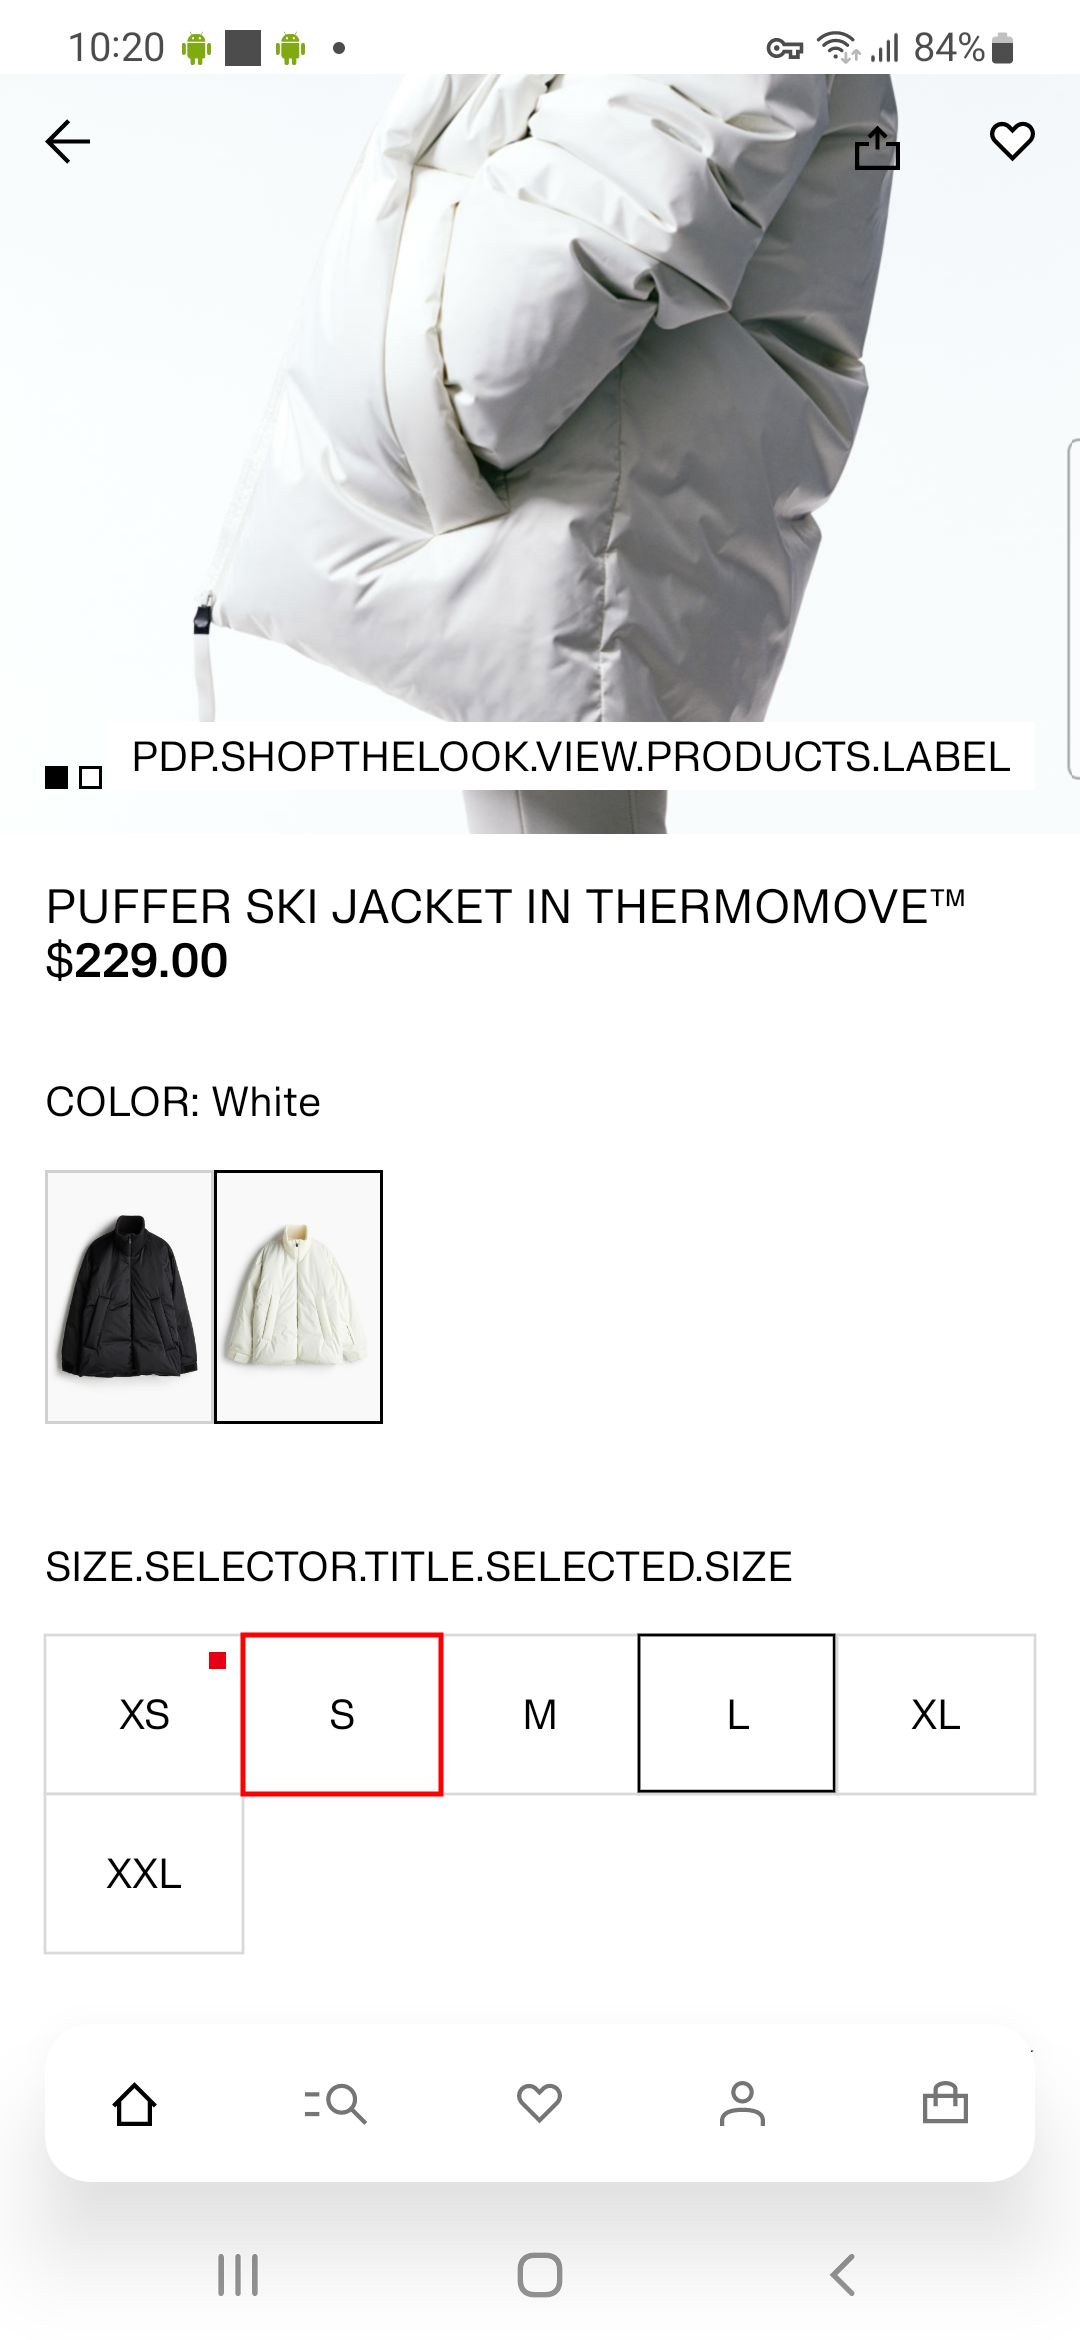 10:20
84%
PDP.SHOPTHELOOK.VIEW.PRODUCTS.LABEL
PUFFER SKI JACKET IN THERMOMOVE™
$229.00
COLOR: White
SIZE.SELECTOR.TITLE.SELECTED.SIZE
XS S M L XL
XXL